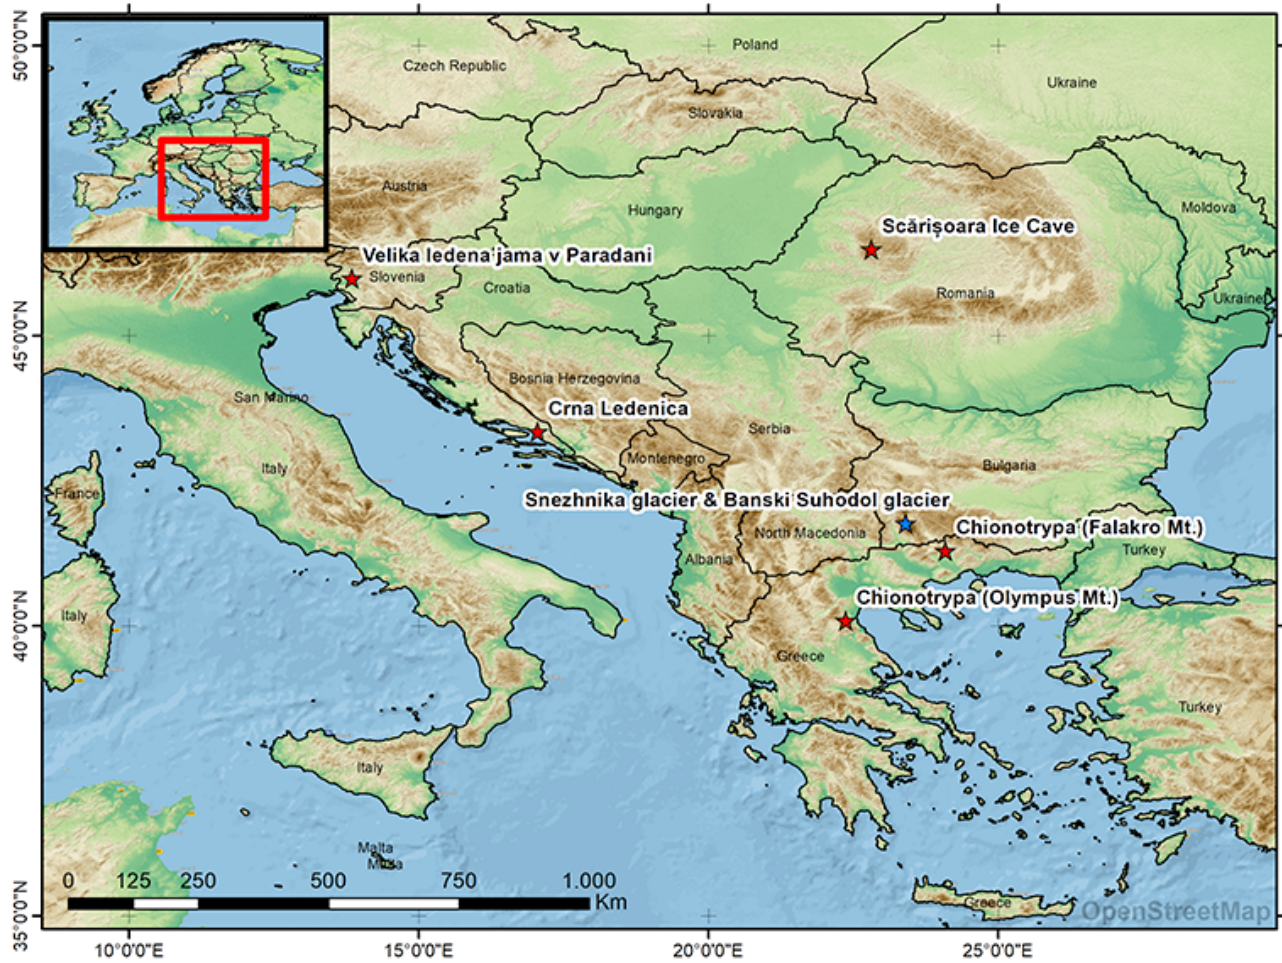 50°0'0"N
45°0'0"N
40°0'0"N
35°0'0"N
Poland
Czech Republic
Ukraine
Slovakia
Austria
Hungary
Moldova
Scărișoara Ice Cave
Velika ledena jama v Paradani
Slovenia
Croatia
Romania
Ukraine
Bosnia Herzegovina
San Marino
Crna Ledenica
Serbia
Montenegro
Bulgaria
Italy
France
Snezhnika glacier & Banski Suhodol glacier
North Macedonia
Chionotrypa (Falakro Mt.)
Turkey
Albania
Chionotrypa (Olympus Mt.)
Italy
Greece
Turkey
Italy
Malta
Malta
0 125 250 500 750 1.000
Km
Greece
OpenStreetMap
10°0'0"E 15°0'0"E 20°0'0"E 25°0'0"E